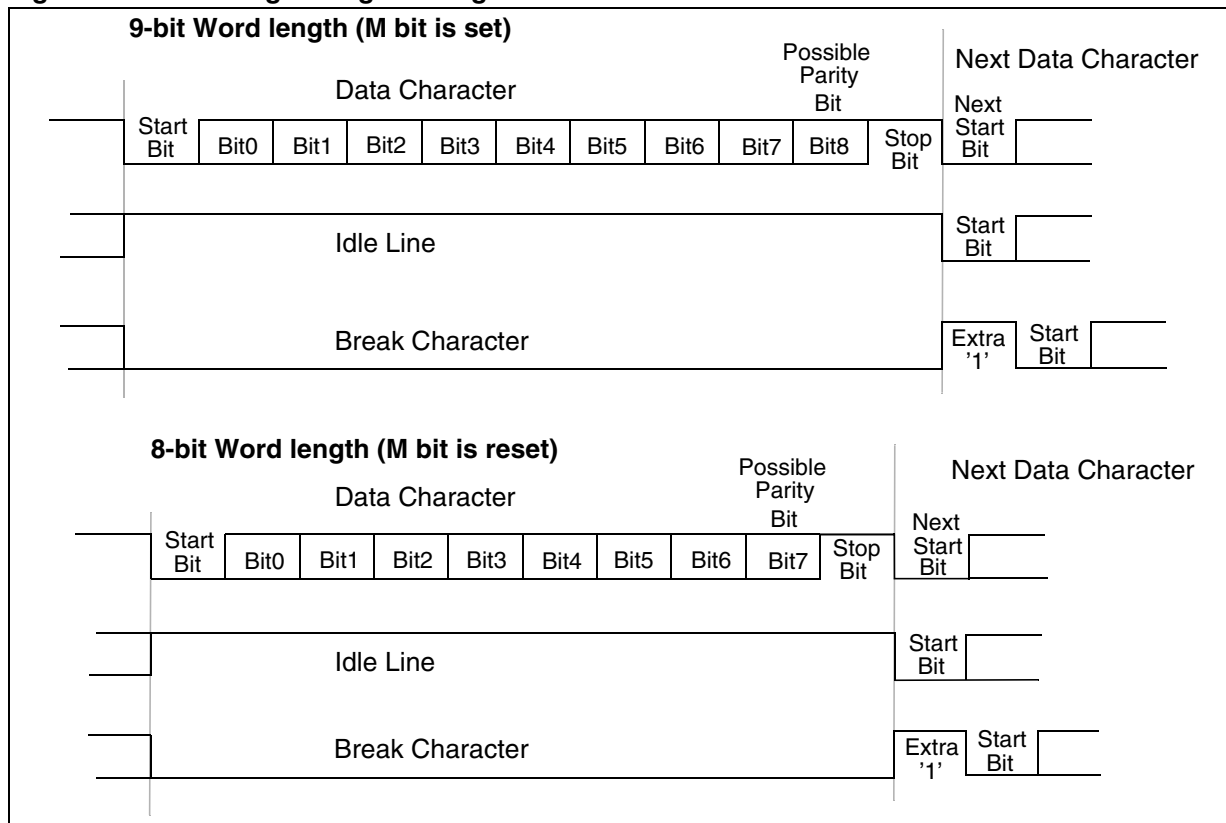 9-bit Word length (M bit is set)
Possible
Parity
Bit
Next Data Character
Data Character
Next
Start
Bit
Start
Bit
Bit0
Bit1
Bit2
Bit3
Bit4
Bit5
Bit6
Bit7
Bit8
Stop
Bit
Idle Line
Start
Bit
Break Character
Extra
'1'
Start
Bit
8-bit Word length (M bit is reset)
Possible
Parity
Bit
Next Data Character
Data Character
Next
Start
Bit
Start
Bit
Bit0
Bit1
Bit2
Bit3
Bit4
Bit5
Bit6
Bit7
Stop
Bit
Idle Line
Start
Bit
Break Character
Extra
'1'
Start
Bit